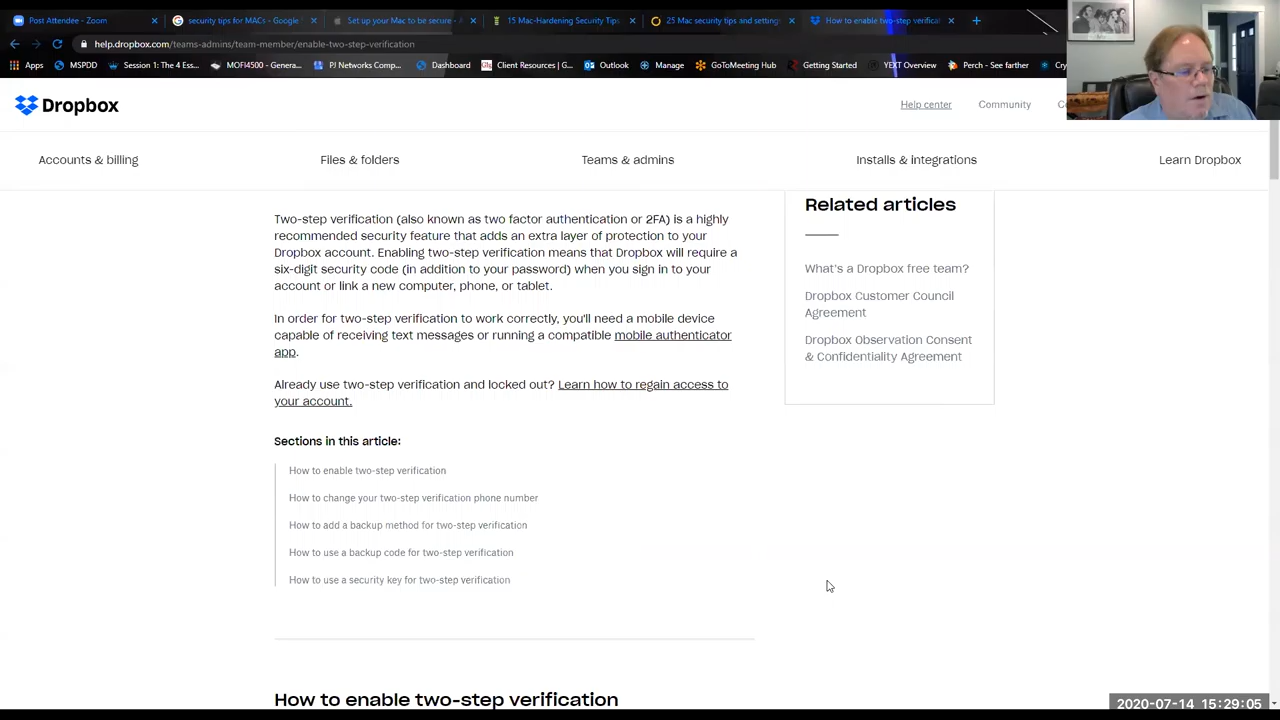 Post Attendee - Zoom
security tips for MACs - Google
Set up your Mac to be secure - A
15 Mac-Hardening Security Tips
25 Mac security tips and settings
How to enable two-step verificat
help.dropbox.com/teams-admins/team-member/enable-two-step-verification
Apps
MSPDD
Session 1: The 4 Ess...
MOFI4500 - Genera...
PJ Networks Comp...
Dashboard
Client Resources | G...
Outlook
Manage
GoToMeeting Hub
Getting Started
YEXT Overview
Perch - See farther
Cry
Dropbox
Help center
Community
Accounts & billing
Files & folders
Teams & admins
Installs & integrations
Learn Dropbox
Two-step verification (also known as two factor authentication or 2FA) is a highly
recommended security feature that adds an extra layer of protection to your
Dropbox account. Enabling two-step verification means that Dropbox will require a
six-digit security code (in addition to your password) when you sign in to your
account or link a new computer, phone, or tablet.
In order for two-step verification to work correctly, you'll need a mobile device
capable of receiving text messages or running a compatible mobile authenticator
app.
Already use two-step verification and locked out? Learn how to regain access to
your account.
Sections in this article:
How to enable two-step verification
How to change your two-step verification phone number
How to add a backup method for two-step verification
How to use a backup code for two-step verification
How to use a security key for two-step verification
How to enable two-step verification
Related articles
What's a Dropbox free team?
Dropbox Customer Council
Agreement
Dropbox Observation Consent
& Confidentiality Agreement
2020-07-14 15:29:05